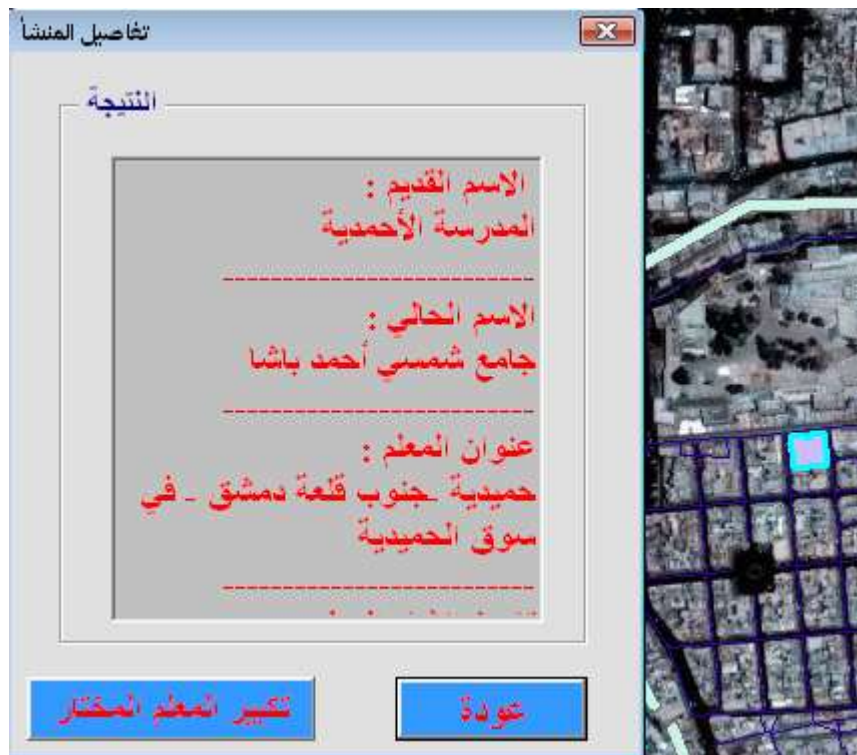 تفاصيل المنشأ
النتيجة
الاسم القديم :
المدرسة الأحمدية
--------------------------
الاسم الحالي :
جامع شمسي أحمد باشا
--------------------------
عنوان المعلم :
حميدية -جنوب قلعة دمشق - في
سوق الحميدية
--------------------------
تكبير المعلم المختار
عودة